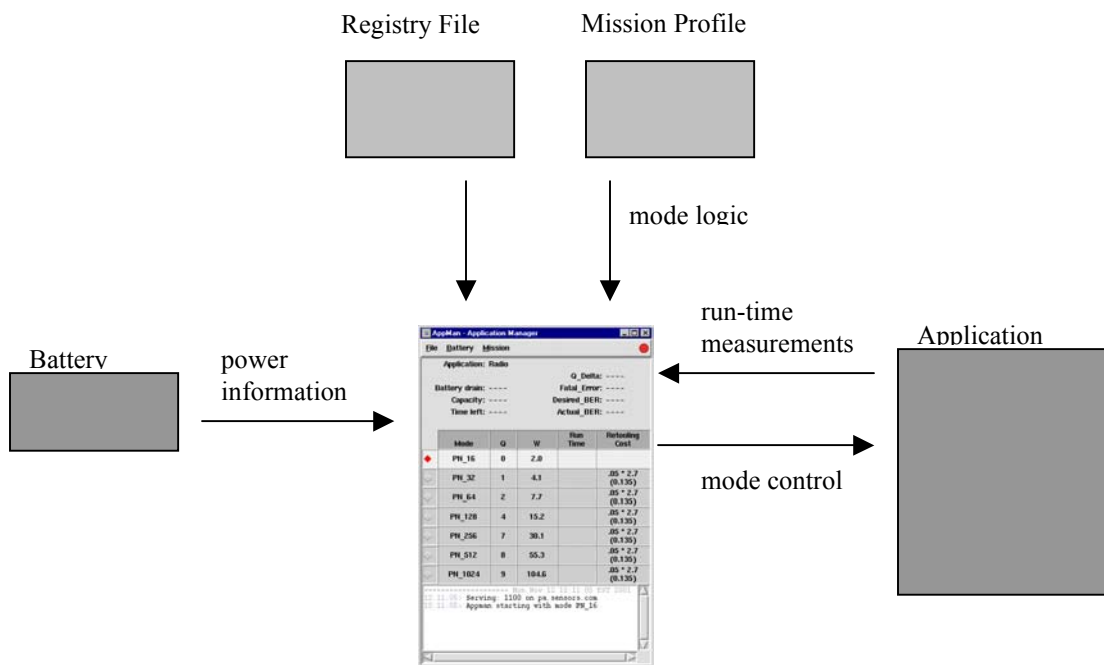 Registry File
Mission Profile
mode logic
Battery
power
information
run-time
measurements
Application
mode control
AppMan - Application Manager
File Battery Mission
Application: Radio
Q_Delta: ----
Battery drain: ---- Fatal_Error: ----
Capacity: ---- Desired_BER: ----
Time left: ---- Actual_BER: ----
Mode Q W Run Time Retooling Cost
PN_16 0 2.0
PN_32 1 4.1 .05 * 2.7
(0.135)
PN_64 2 7.7 .05 * 2.7
(0.135)
PN_128 4 15.2 .05 * 2.7
(0.135)
PN_256 7 30.1 .05 * 2.7
(0.135)
PN_512 8 55.3 .05 * 2.7
(0.135)
PN_1024 9 104.6 .05 * 2.7
(0.135)
Serving: 1100 on pa.sensors.com
Appman starting with mode PN_16